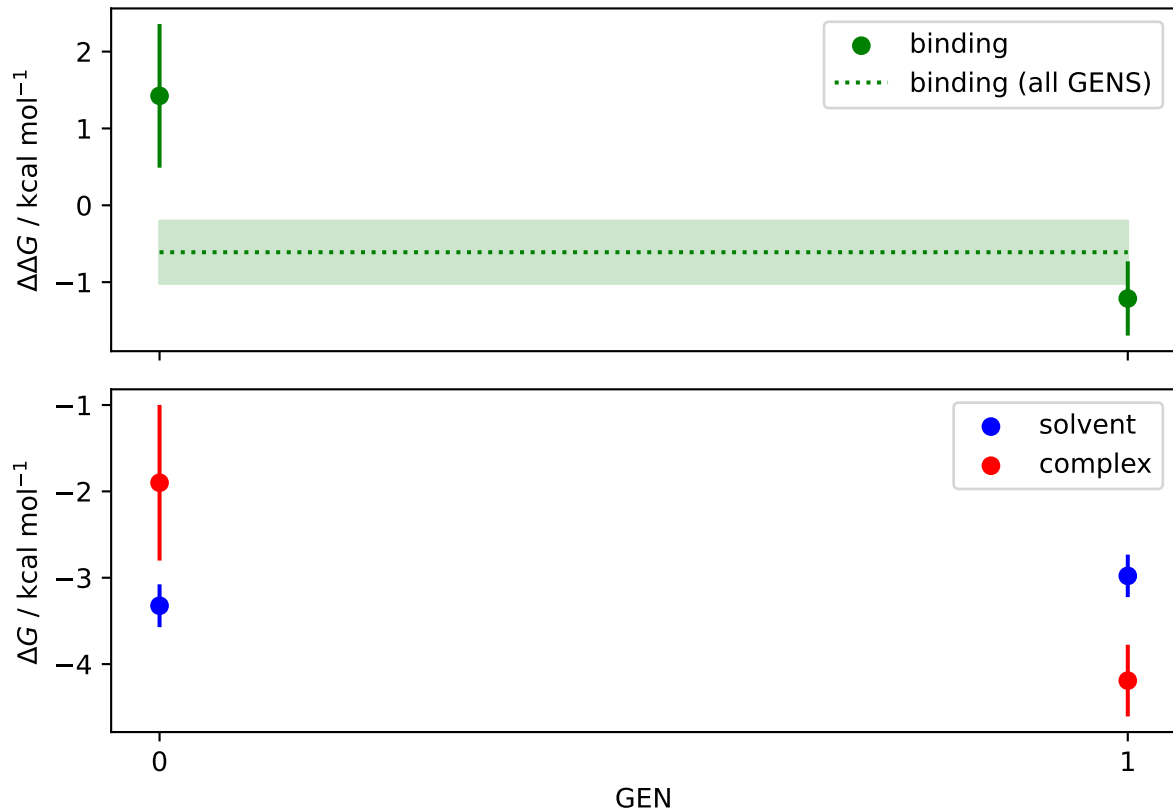 2
1
0
−1
ΔΔG / kcal mol⁻¹
binding
binding (all GENS)
−1
−2
−3
−4
ΔG / kcal mol⁻¹
solvent
complex
0
1
GEN